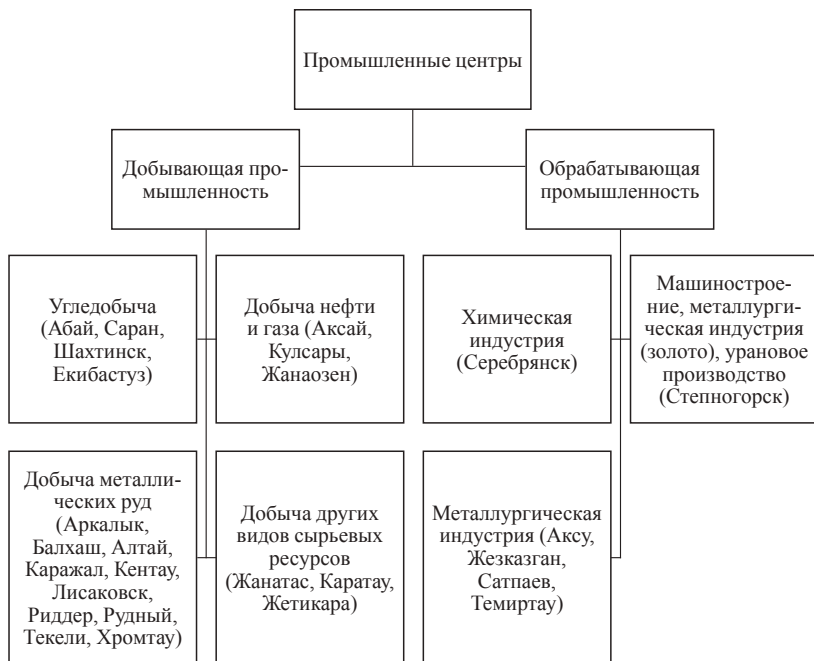 Промышленные центры
Добывающая про-
мышленность
Обрабатывающая
промышленность
Угледобыча
(Абай, Саран,
Шахтинск,
Екибастуз)
Добыча нефти
и газа (Аксай,
Кулсары,
Жанаозен)
Химическая
индустрия
(Серебрянск)
Машинострое-
ние, металлурги-
ческая индустрия
(золото), урановое
производство
(Степногорск)
Добыча металли-
ческих руд
(Аркалык,
Балхаш, Алтай,
Каражал, Кентау,
Лисаковск,
Риддер, Рудный,
Текели, Хромтау)
Добыча других
видов сырьевых
ресурсов
(Жанатас, Каратау,
Жетикара)
Металлургическая
индустрия (Аксу,
Жезказган,
Сатпаев,
Темиртау)